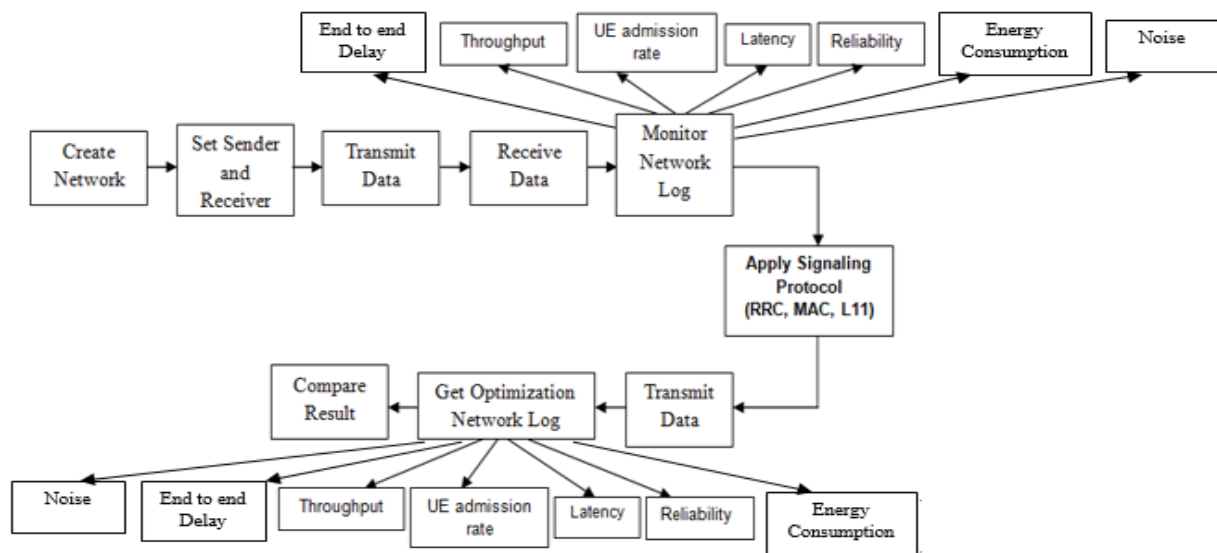 End to end
Delay
Throughput
UE admission
rate
Latency
Reliability
Energy
Consumption
Noise
Create
Network
Set Sender
and
Receiver
Transmit
Data
Receive
Data
Monitor
Network
Log
Apply Signaling
Protocol
(RRC, MAC, L11)
Compare
Result
Get Optimization
Network Log
Transmit
Data
Noise
End to end
Delay
Throughput
UE admission
rate
Latency
Reliability
Energy
Consumption